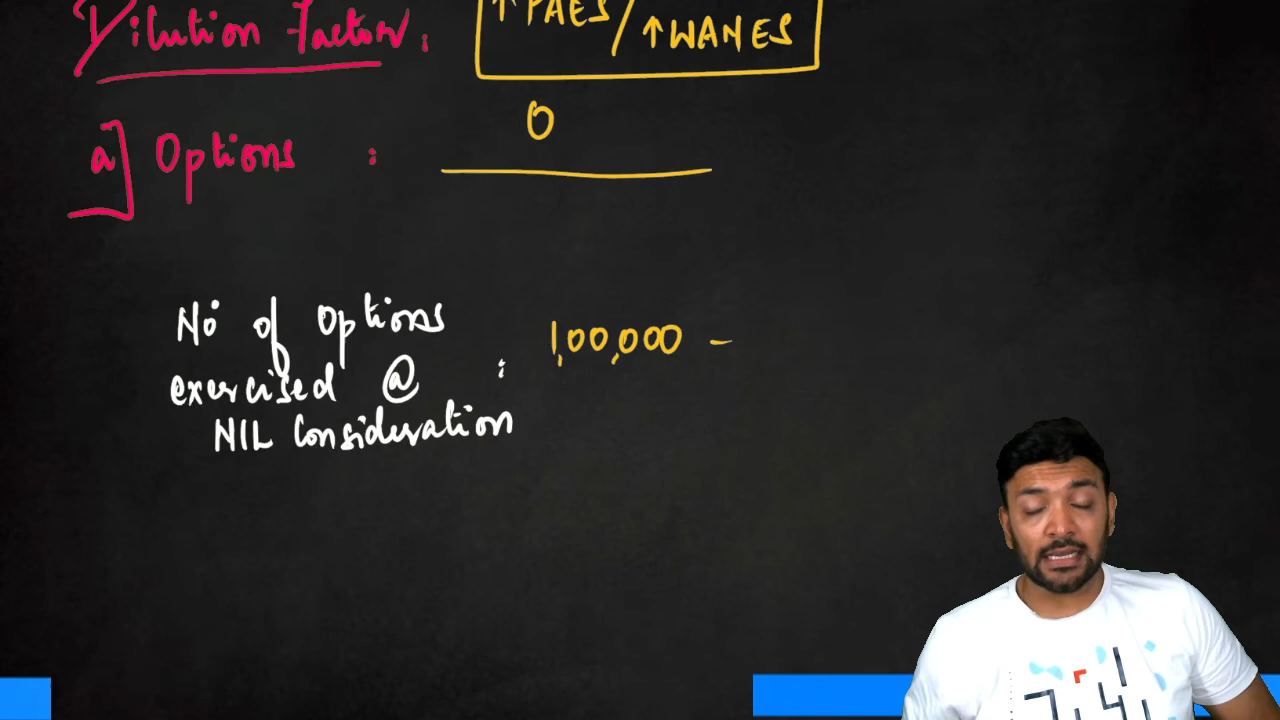 Dilution Factor :
↑PAES / ↑WANES
a] Options :
0
No of Options
exercised @ :
NIL Consideration
1,00,000 -